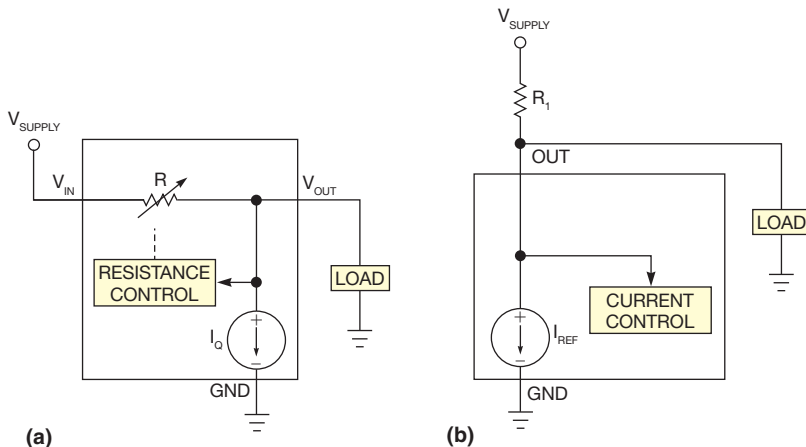 V_SUPPLY
V_IN
R
V_OUT
RESISTANCE
CONTROL
LOAD
I_Q
GND
(a)
V_SUPPLY
R_1
OUT
LOAD
CURRENT
CONTROL
I_REF
GND
(b)